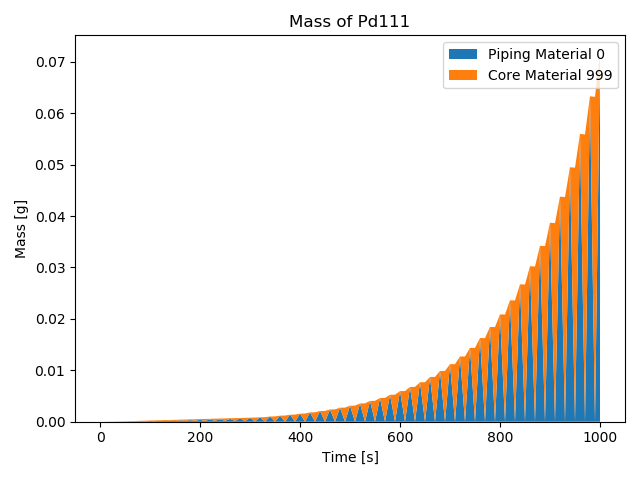 Mass of Pd111
Piping Material 0
Core Material 999
Mass [g]
0.07
0.06
0.05
0.04
0.03
0.02
0.01
0.00
0 200 400 600 800 1000
Time [s]